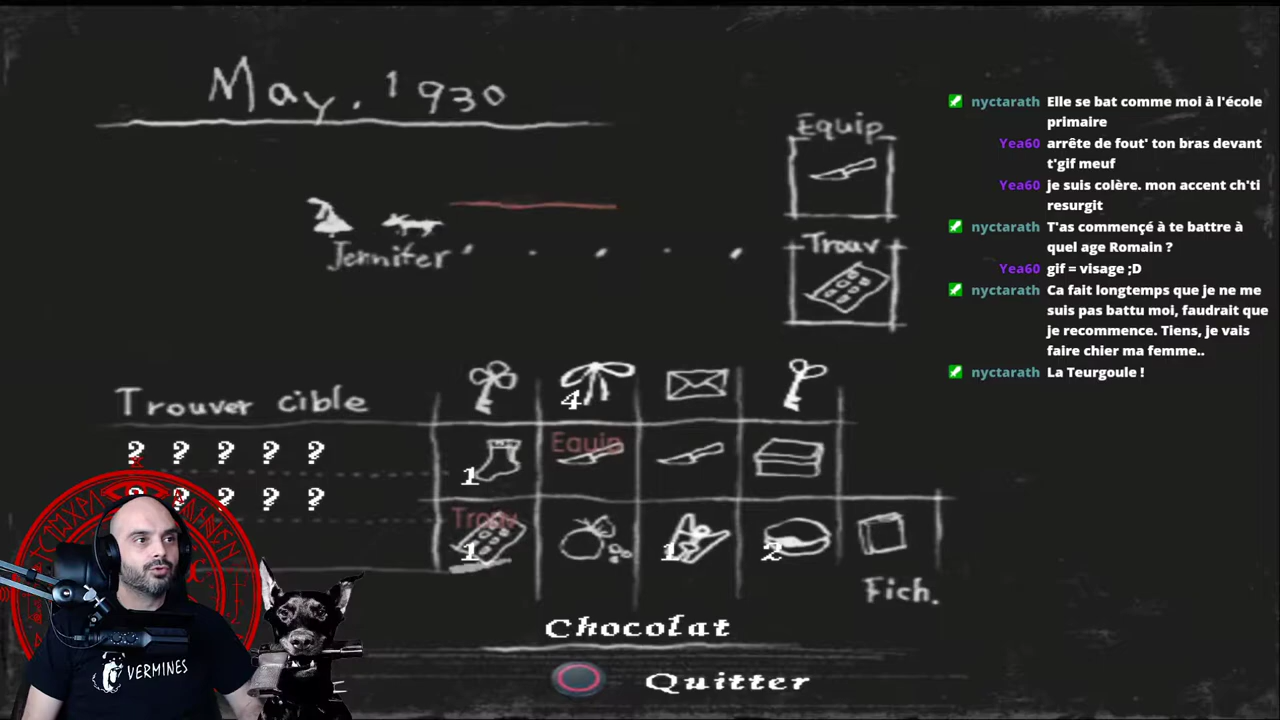 May. 1930
Equip
Jennifer
Trouv
Trouver cible
4
? ? ? ? ?
1
Equip
? ? ? ? ?
Trouv
1
1
2
Fich.
Chocolat
Quitter
VERMINES
nyctarath Elle se bat comme moi à l'école
primaire
Yea60 arrête de fout' ton bras devant
t'gif meuf
Yea60 je suis colère. mon accent ch'ti
resurgit
nyctarath T'as commençé à te battre à
quel age Romain ?
Yea60 gif = visage ;D
nyctarath Ca fait longtemps que je ne me
suis pas battu moi, faudrait que
je recommence. Tiens, je vais
faire chier ma femme..
nyctarath La Teurgoule !